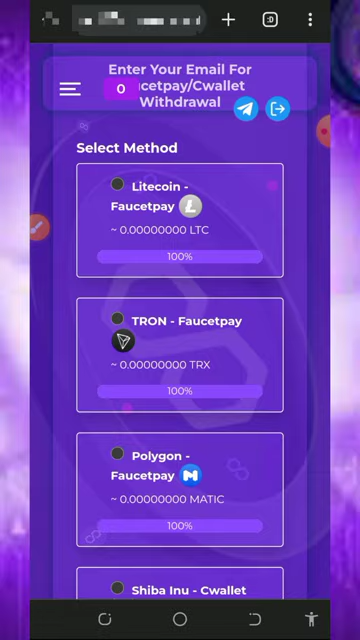 :D
Enter Your Email For
ucetpay/Cwallet
Withdrawal
0
Select Method
Litecoin -
Faucetpay
~ 0.00000000 LTC
100%
TRON - Faucetpay
~ 0.00000000 TRX
100%
Polygon -
Faucetpay
~ 0.00000000 MATIC
100%
Shiba Inu - Cwallet